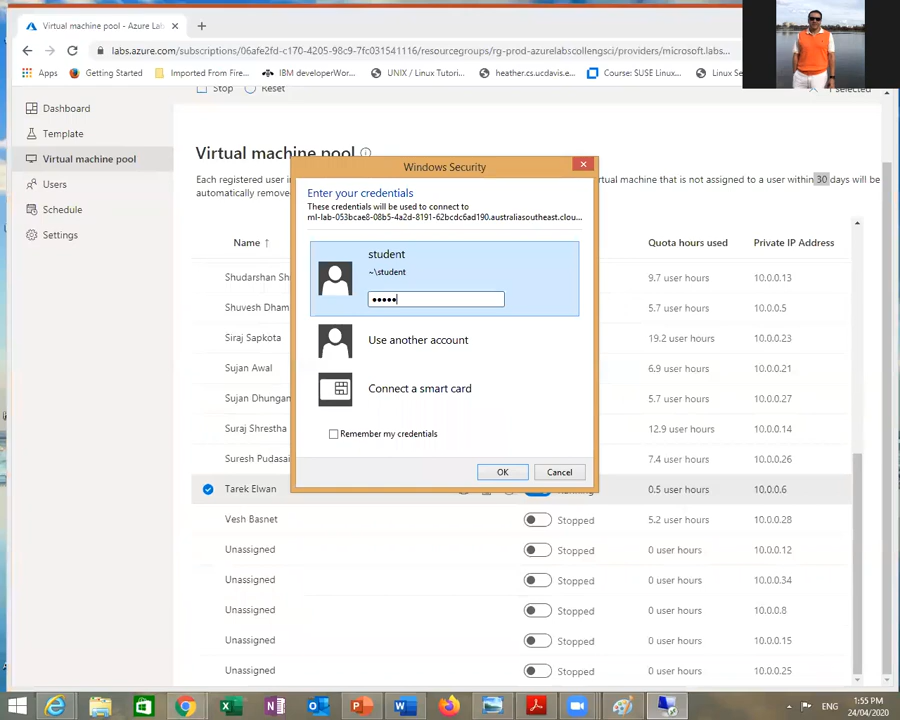 Virtual machine pool - Azure Lab
labs.azure.com/subscriptions/06afe2fd-c170-4205-98c9-7fc031541116/resourcegroups/rg-prod-azurelabscollengsci/providers/microsoft.labs...
Apps
Getting Started
Imported From Fire...
IBM developerWor...
UNIX / Linux Tutori...
heather.cc.ucdavis.e...
Course: SUSE Linux...
Linux Se
Stop
Reset
1 selected
Dashboard
Template
Virtual machine pool
Users
Schedule
Settings
Virtual machine pool
Each registered user in
rtual machine that is not assigned to a user within 30 days will be
automatically remove
Name ↑
Quota hours used
Private IP Address
Shudarshan Sh
9.7 user hours
10.0.0.13
Shuvesh Dham
5.7 user hours
10.0.0.5
Siraj Sapkota
19.2 user hours
10.0.0.32
Sujan Awal
6.9 user hours
10.0.0.21
Sujan Dhungan
5.7 user hours
10.0.0.27
Suraj Shrestha
12.9 user hours
10.0.0.14
Suresh Pudasai
7.4 user hours
10.0.0.26
Tarek Elwan
Running
0.5 user hours
10.0.0.6
Vesh Basnet
Stopped
5.2 user hours
10.0.0.28
Unassigned
Stopped
0 user hours
10.0.0.12
Unassigned
Stopped
0 user hours
10.0.0.34
Unassigned
Stopped
0 user hours
10.0.0.8
Unassigned
Stopped
0 user hours
10.0.0.15
Unassigned
Stopped
0 user hours
10.0.0.25
Windows Security
Enter your credentials
These credentials will be used to connect to
ml-lab-053bcae8-08b5-4a2d-8191-62bcdc6ad190.australiasoutheast.clou...
student
~\student
•••••
Use another account
Connect a smart card
Remember my credentials
OK
Cancel
ENG
1:55 PM
24/04/2020